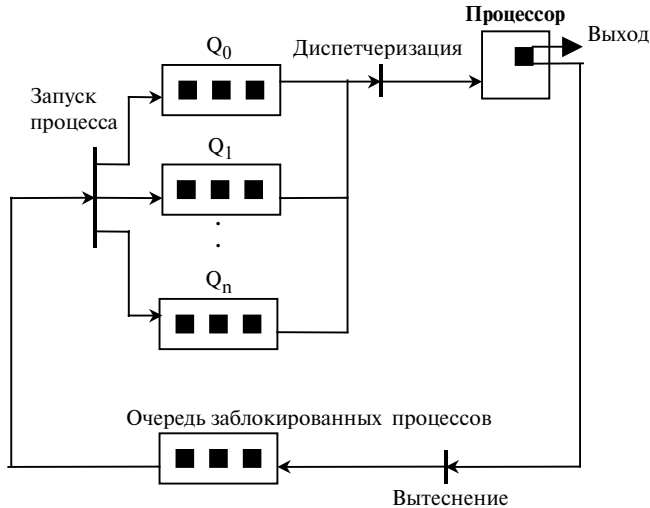 Процессор
Выход
Q0
Диспетчеризация
Запуск
процесса
Q1
Qn
Очередь заблокированных процессов
Вытеснение